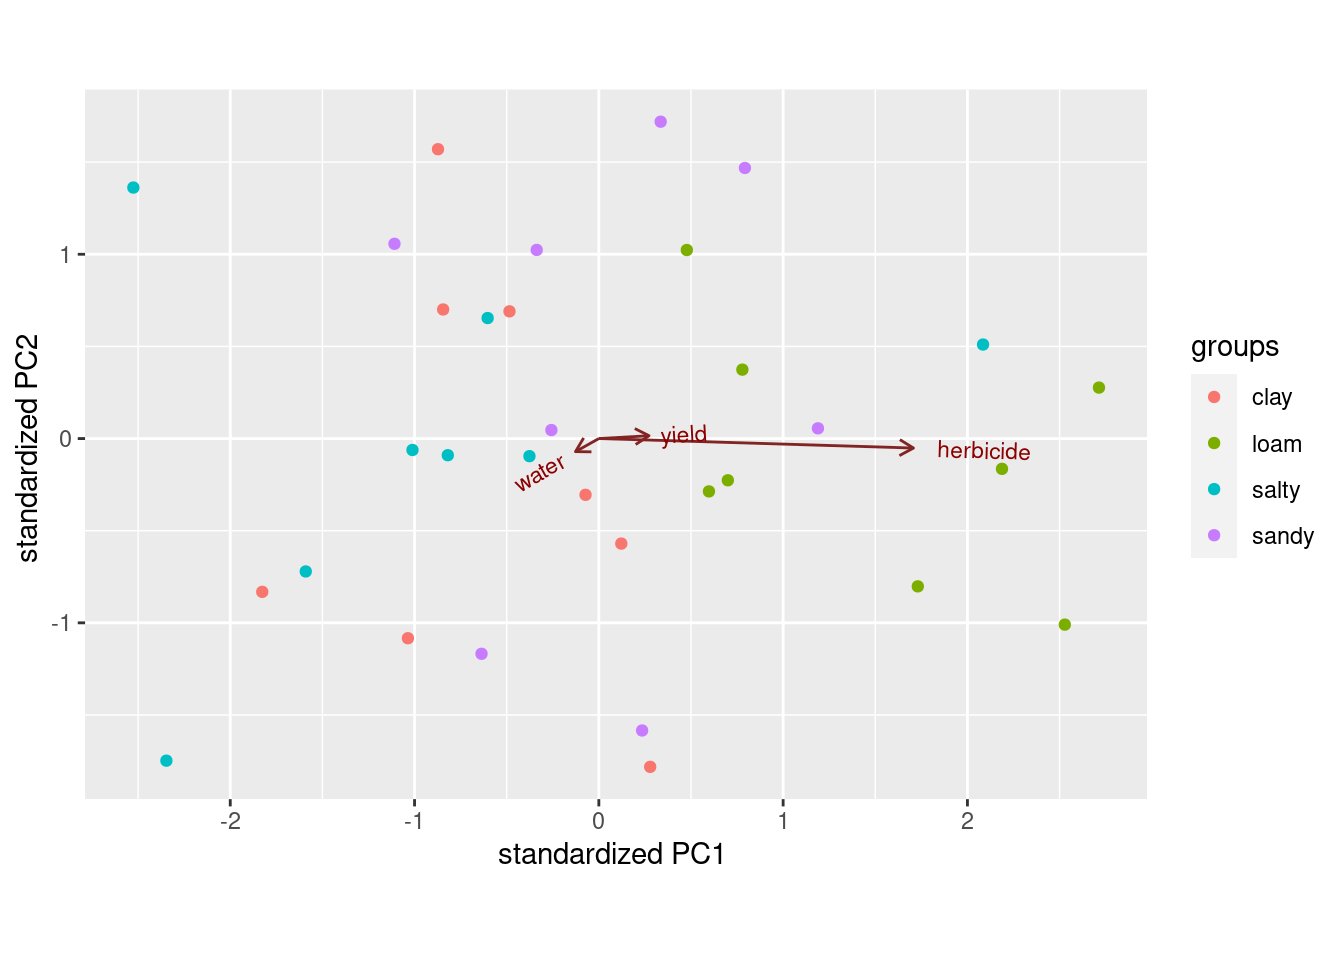 standardized PC2
1
0
-1
yield
herbicide
water
-2
-1
0
1
2
standardized PC1
groups
clay
loam
salty
sandy